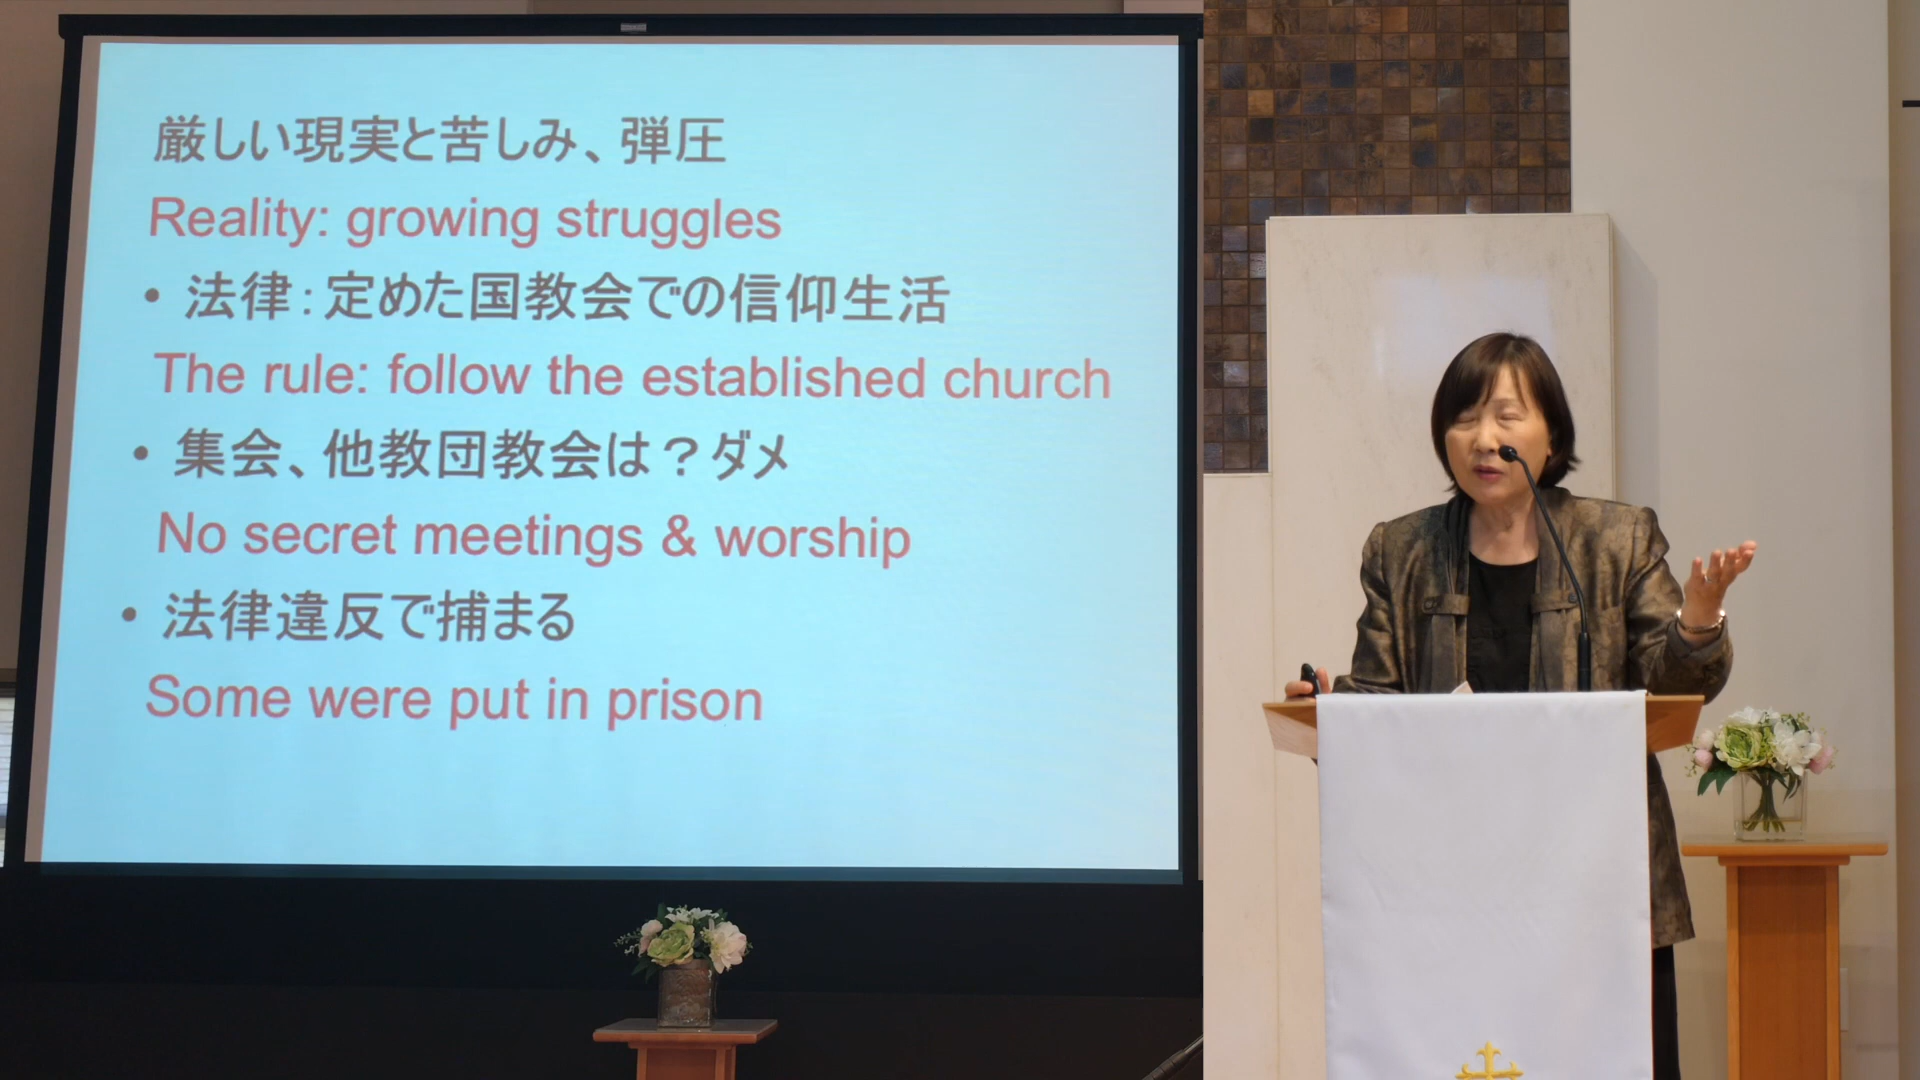 厳しい現実と苦しみ、弾圧
Reality: growing struggles
• 法律：定めた国教会での信仰生活
The rule: follow the established church
• 集会、他教団教会は？ダメ
No secret meetings & worship
• 法律違反で捕まる
Some were put in prison